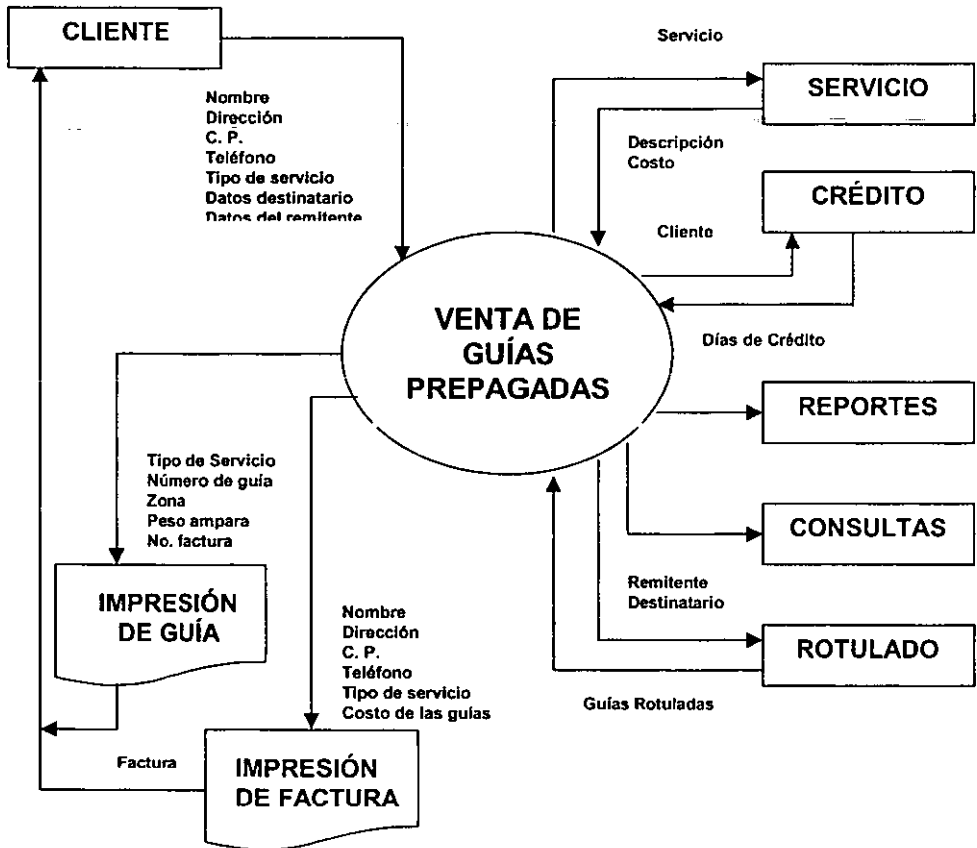 CLIENTE
Nombre
Dirección
C. P.
Teléfono
Tipo de servicio
Datos destinatario
Datos del remitente
Servicio
SERVICIO
Descripción
Costo
CRÉDITO
Cliente
Días de Crédito
VENTA DE
GUÍAS
PREPAGADAS
REPORTES
CONSULTAS
Remitente
Destinatario
ROTULADO
Guías Rotuladas
Tipo de Servicio
Número de guía
Zona
Peso ampara
No. factura
IMPRESIÓN
DE GUÍA
Nombre
Dirección
C. P.
Teléfono
Tipo de servicio
Costo de las guías
Factura
IMPRESIÓN
DE FACTURA